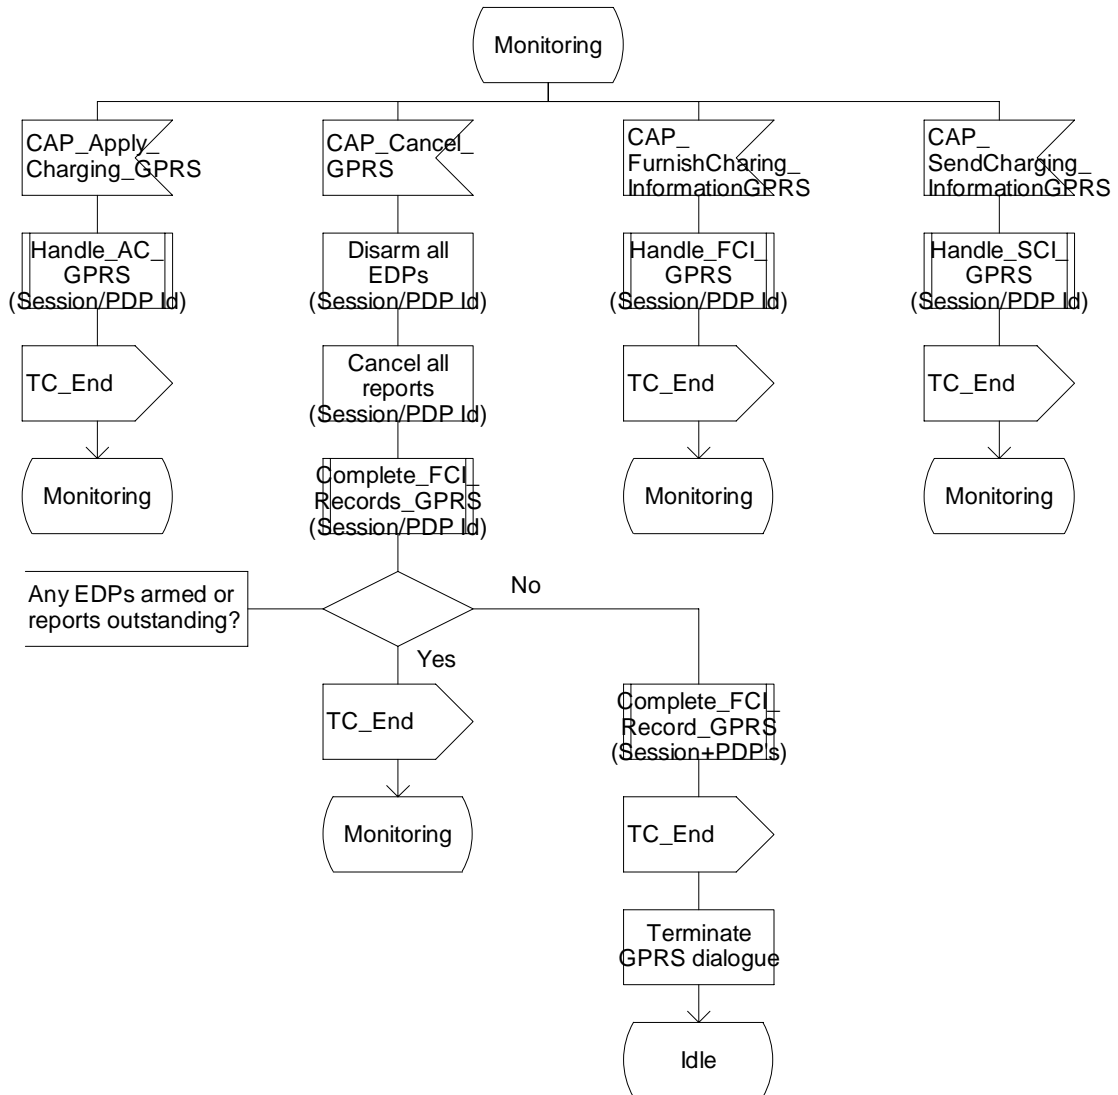 Monitoring
CAP_Apply_
Charging_GPRS
CAP_Cancel_
GPRS
CAP_
FurnishCharing_
InformationGPRS
CAP_
SendCharging_
InformationGPRS
Handle_AC_
GPRS
(Session/PDP Id)
Disarm all
EDPs
(Session/PDP Id)
Handle_FCI_
GPRS
(Session/PDP Id)
Handle_SCI_
GPRS
(Session/PDP Id)
TC_End
Cancel all
reports
(Session/PDP Id)
TC_End
TC_End
Monitoring
Complete_FCI_
Records_GPRS
(Session/PDP Id)
Monitoring
Monitoring
Any EDPs armed or
reports outstanding?
No
Yes
TC_End
Complete_FCI_
Record_GPRS
(Session+PDP's)
Monitoring
TC_End
Terminate
GPRS dialogue
Idle